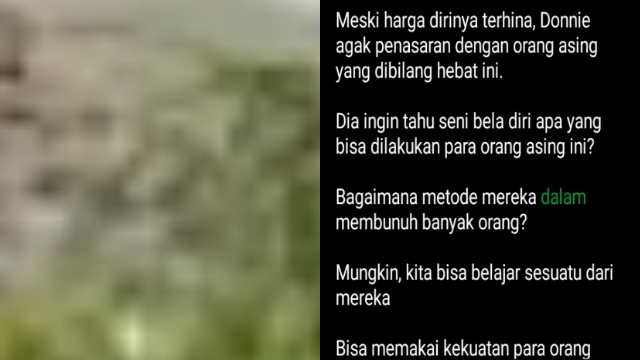 Meski harga dirinya terhina, Donnie
agak penasaran dengan orang asing
yang dibilang hebat ini.
Dia ingin tahu seni bela diri apa yang
bisa dilakukan para orang asing ini?
Bagaimana metode mereka dalam
membunuh banyak orang?
Mungkin, kita bisa belajar sesuatu dari
mereka
Bisa memakai kekuatan para orang